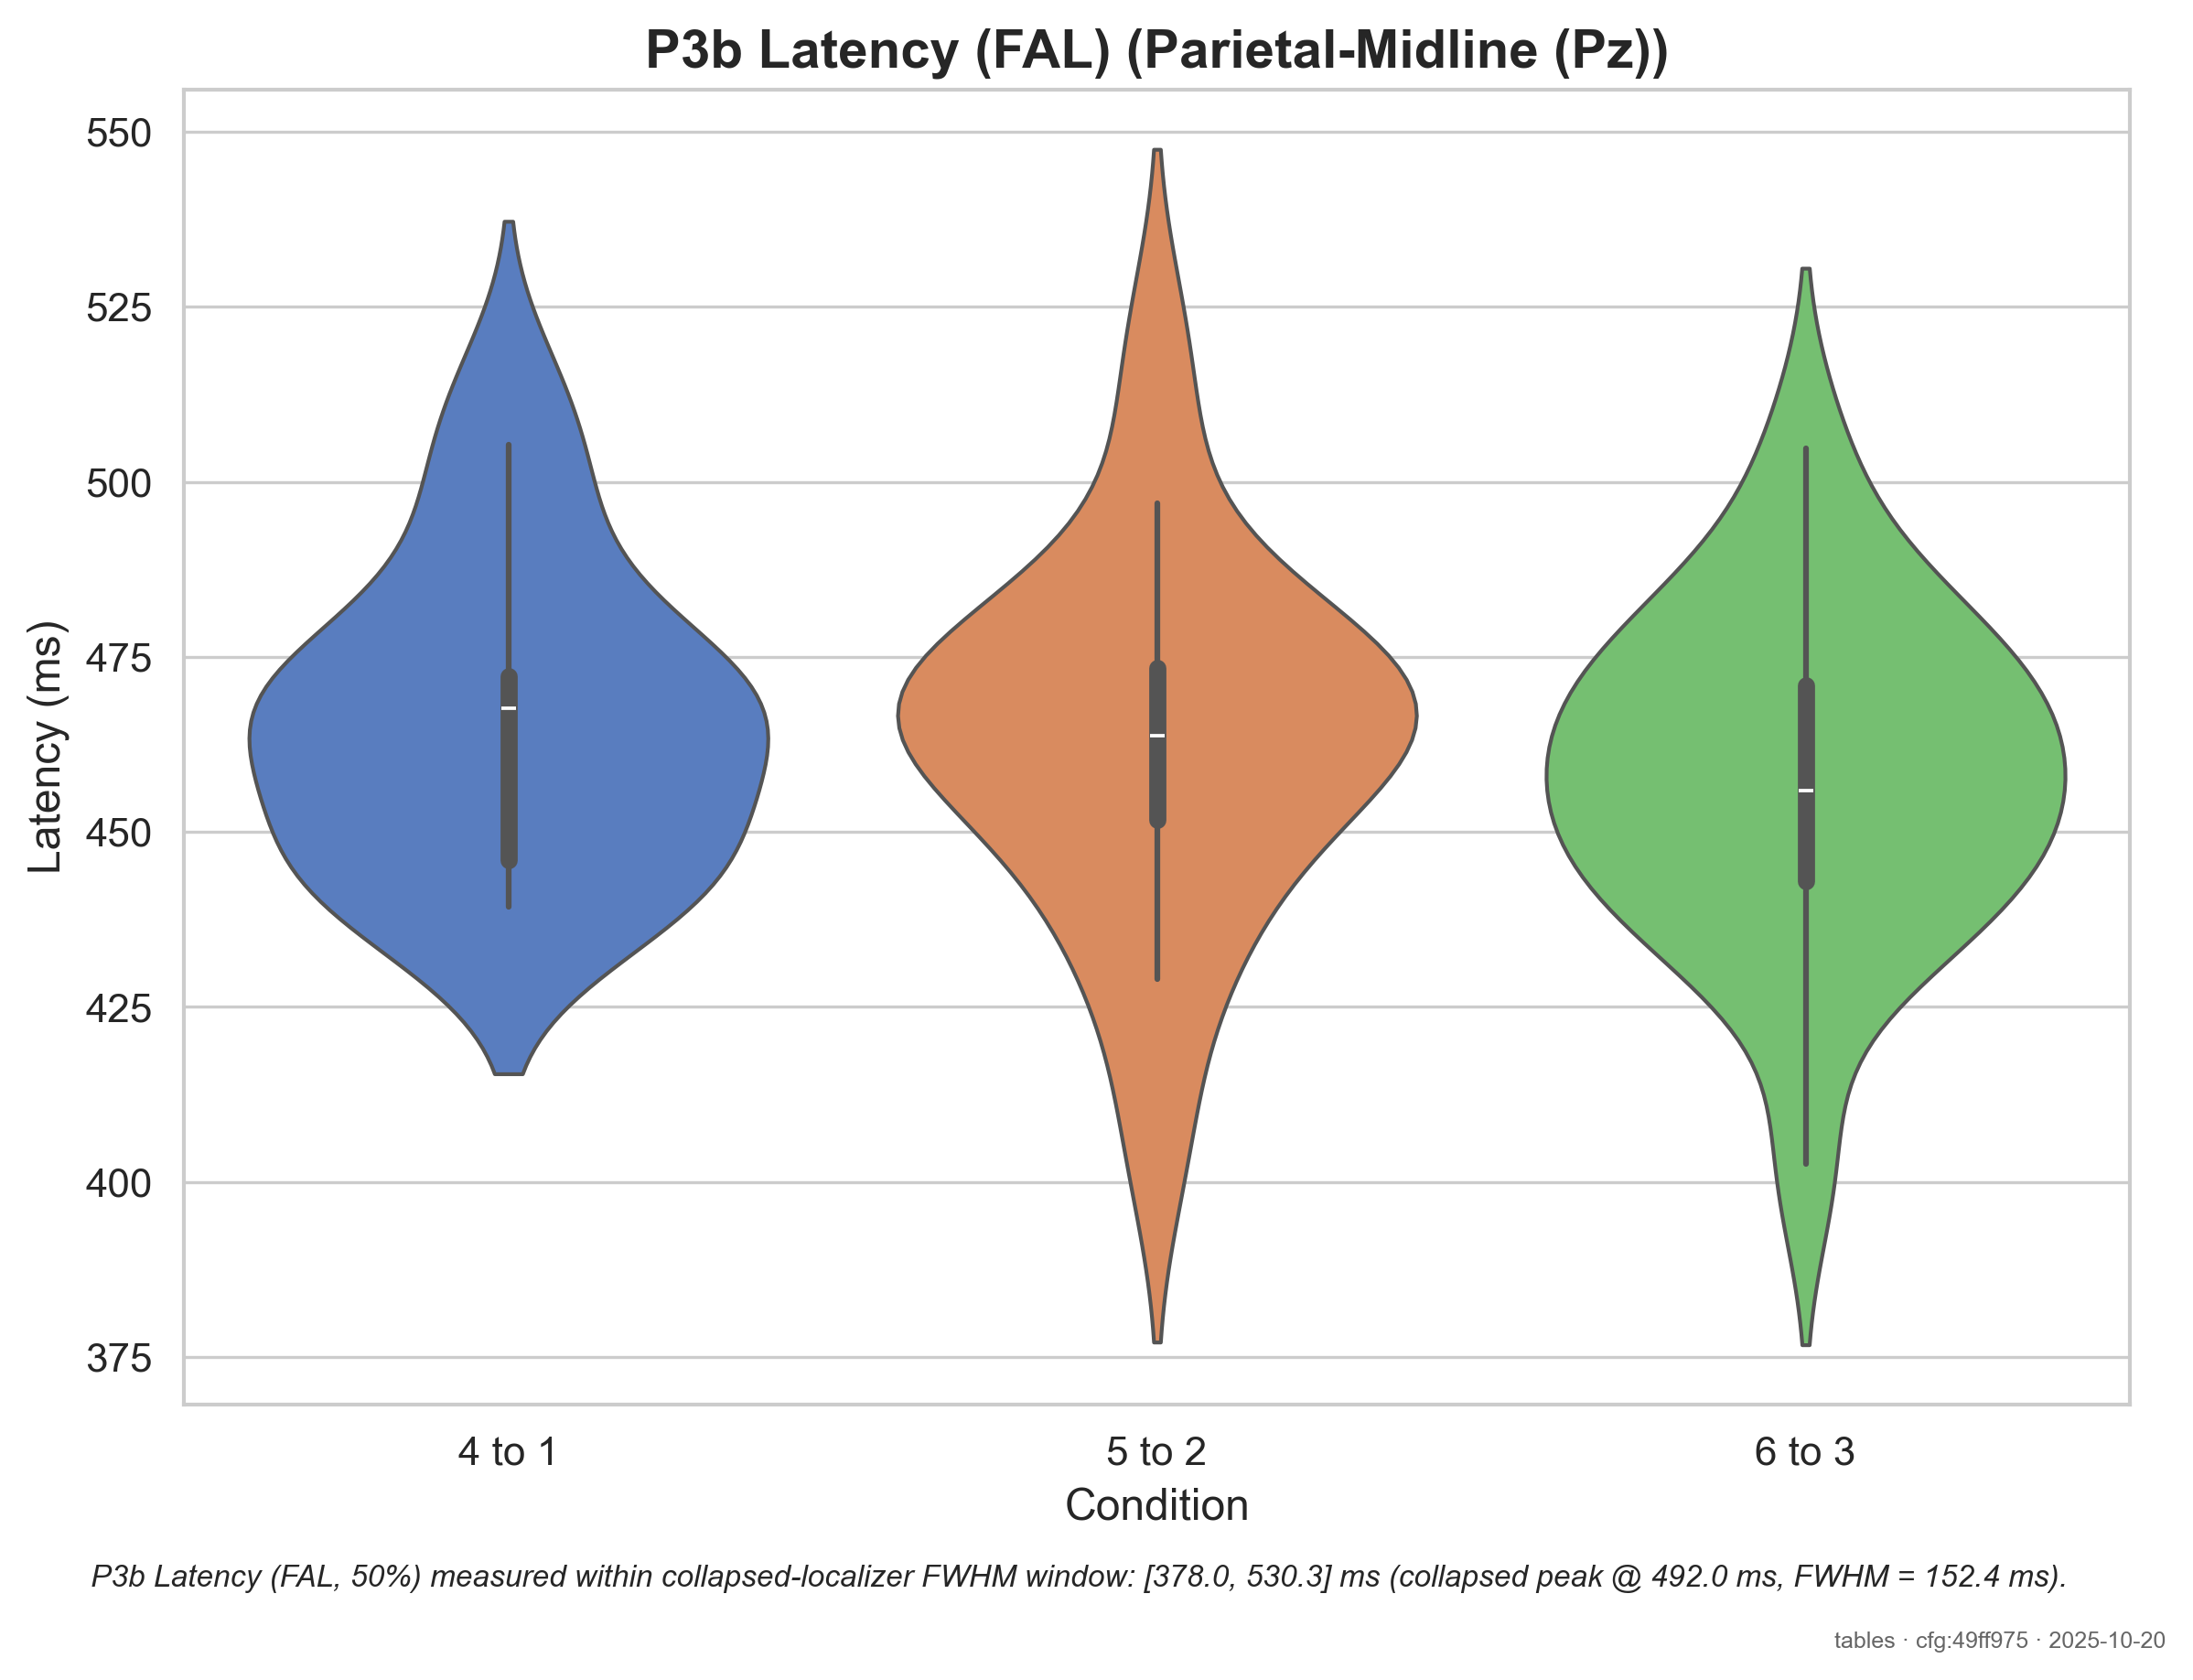 P3b Latency (FAL) (Parietal-Midline (Pz))
550
525
500
475
450
425
400
375
Latency (ms)
4 to 1
5 to 2
6 to 3
Condition
P3b Latency (FAL, 50%) measured within collapsed-localizer FWHM window: [378.0, 530.3] ms (collapsed peak @ 492.0 ms, FWHM = 152.4 ms).
tables · cfg:49ff975 · 2025-10-20